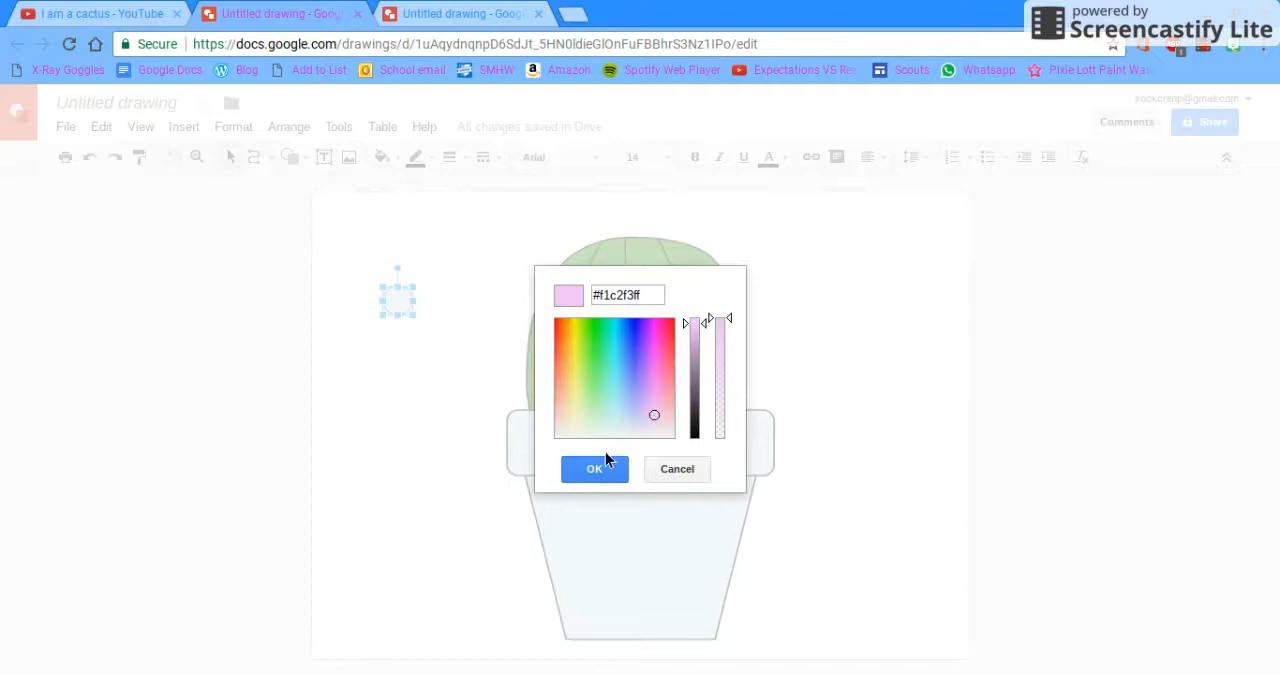 I am a cactus - YouTube
Untitled drawing - Goog
Untitled drawing - Goog
powered by
Screencastify Lite
Secure
https://docs.google.com/drawings/d/1uAqydnqnpD6SdJt_5HN0ldieGlOnFuFBBhrS3Nz1IPo/edit
X-Ray Goggles
Google Docs
Blog
Add to List
School email
SMHW
Amazon
Spotify Web Player
Expectations VS Re
Scouts
Whatsapp
Pixie Lott Paint Wa
Untitled drawing
File Edit View Insert Format Arrange Tools Table Help All changes saved in Drive
Comments
Share
Arial
14
B I U A
#f1c2f3ff
OK
Cancel